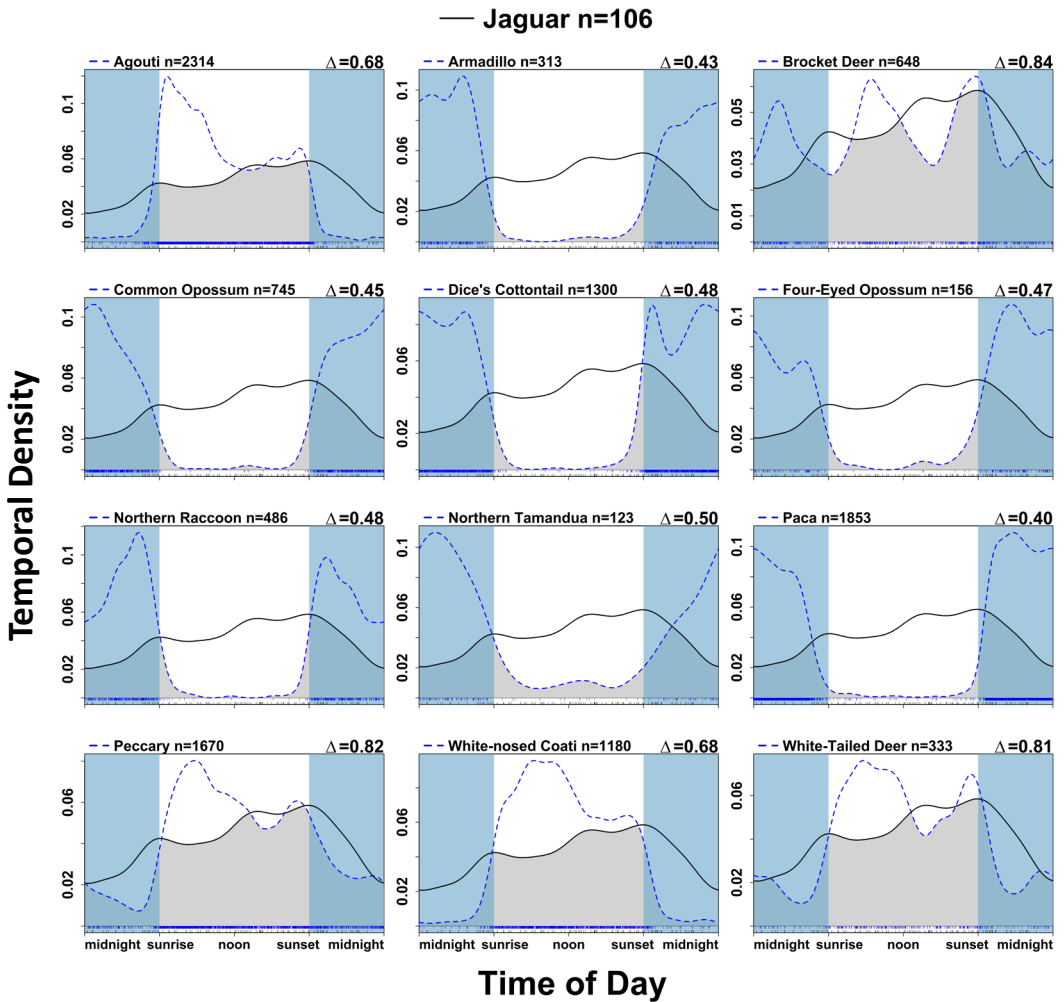 Jaguar n=106
Agouti n=2314 Δ=0.68
0.02 0.06 0.1
Armadillo n=313 Δ=0.43
0.02 0.06 0.1
Brocket Deer n=648 Δ=0.84
0.01 0.03 0.05
Common Opossum n=745 Δ=0.45
0.02 0.06 0.1
Dice's Cottontail n=1300 Δ=0.48
0.02 0.06
Four-Eyed Opossum n=156 Δ=0.47
0.02 0.06 0.1
Northern Raccoon n=486 Δ=0.48
0.02 0.06 0.1
Northern Tamandua n=123 Δ=0.50
0.02 0.06 0.1
Paca n=1853 Δ=0.40
0.02 0.06 0.1
Peccary n=1670 Δ=0.82
0.02 0.06
White-nosed Coati n=1180 Δ=0.68
0.02 0.06
White-Tailed Deer n=333 Δ=0.81
0.02 0.06
midnight sunrise noon sunset midnight
midnight sunrise noon sunset midnight
midnight sunrise noon sunset midnight
Temporal Density
Time of Day